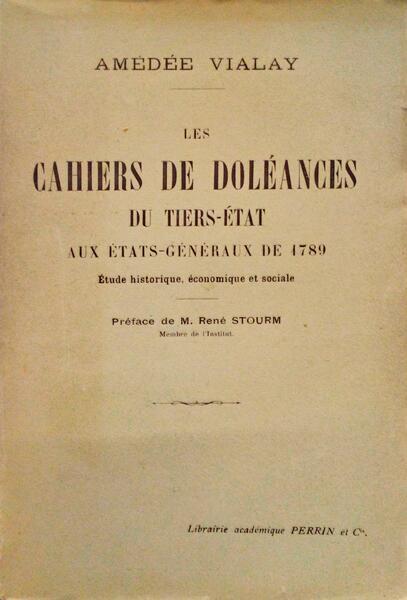 AMÉDÉE VIALAY
LES
CAHIERS DE DOLÉANCES
DU TIERS-ÉTAT
AUX ÉTATS-GÉNÉRAUX DE 1789
Étude historique, économique et sociale
Préface de M. René STOURM
Membre de l'Institut.
Librairie académique PERRIN et Cie.